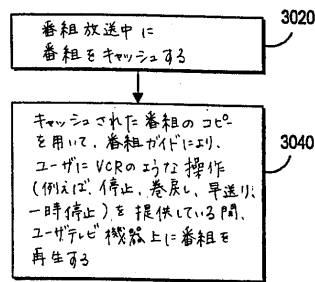 番組放送中に
番組をキャッシュする
3020
キャッシュされた番組のコピー
を用いて、番組ガイドにより、
ユーザにVCRのような操作
(例えば、停止、巻戻し、早送り、
一時停止)を提供している間、
ユーザテレビ機器上に番組を
再生する
3040